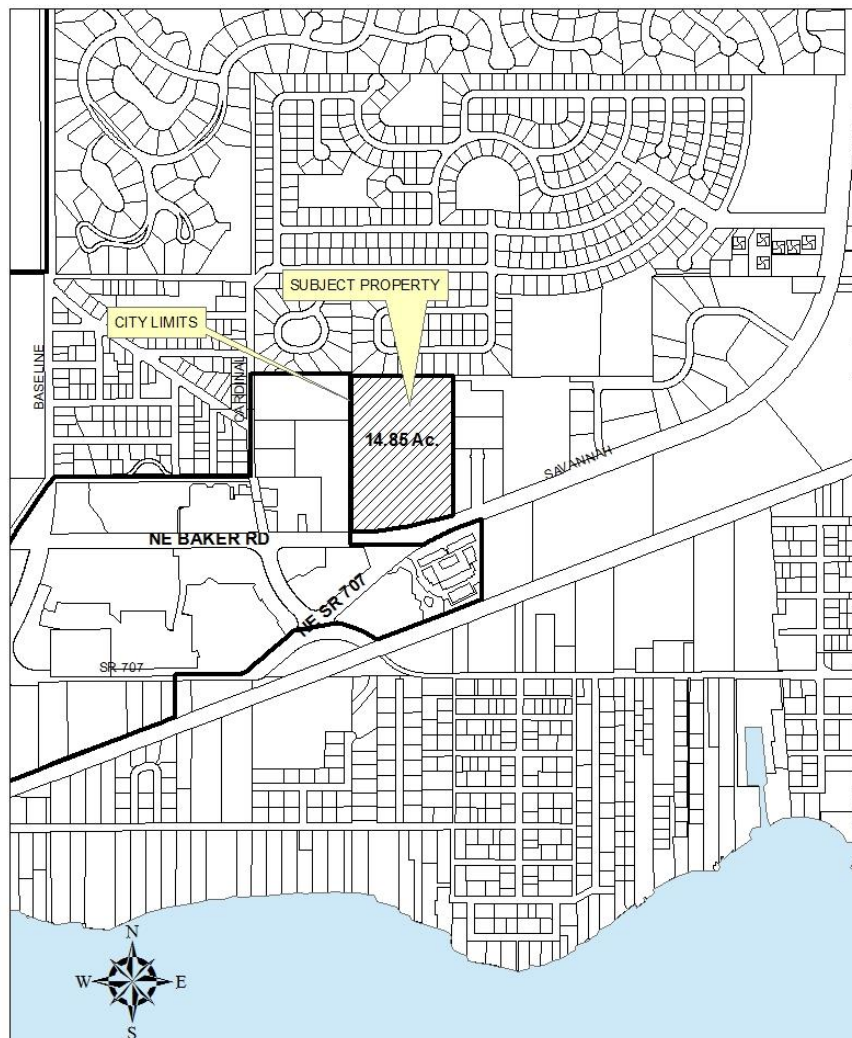 SUBJECT PROPERTY
CITY LIMITS
BASELINE
CARDINAL
14.85 Ac.
SAVANNAH
NE BAKER RD
NE SR 707
SR 707
N
W
E
S